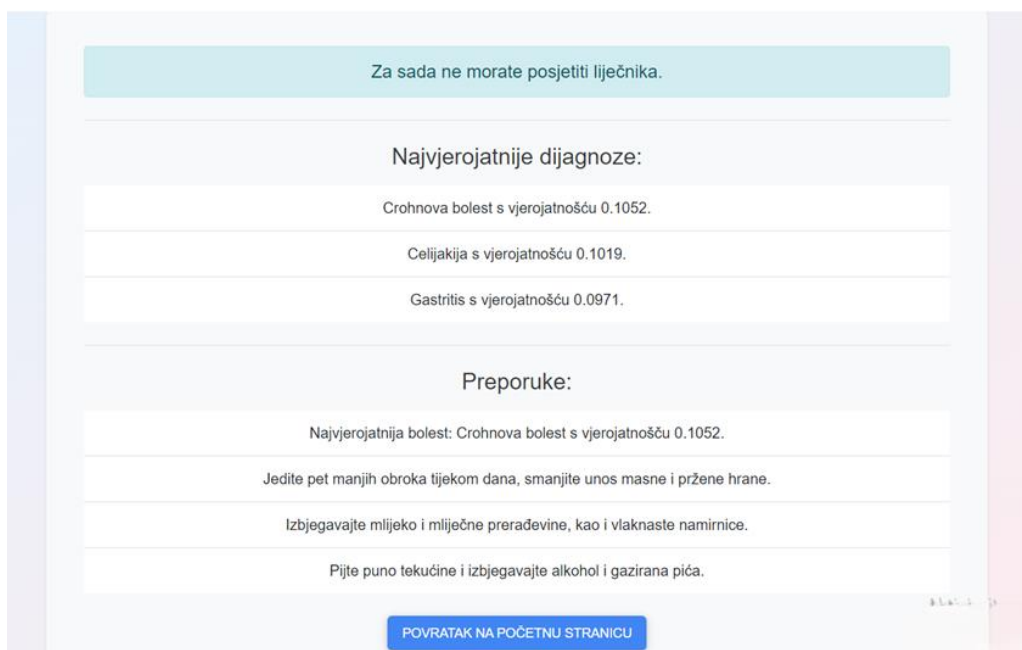 Za sada ne morate posjetiti liječnika.
Najvjerojatnije dijagnoze:
Crohnova bolest s vjerojatnošću 0.1052.
Celijakija s vjerojatnošću 0.1019.
Gastritis s vjerojatnošću 0.0971.
Preporuke:
Najvjerojatnija bolest: Crohnova bolest s vjerojatnošču 0.1052.
Jedite pet manjih obroka tijekom dana, smanjite unos masne i pržene hrane.
Izbjegavajte mlijeko i mliječne prerađevine, kao i vlaknaste namirnice.
Pijte puno tekućine i izbjegavajte alkohol i gazirana pića.
POVRATAK NA POČETNU STRANICU